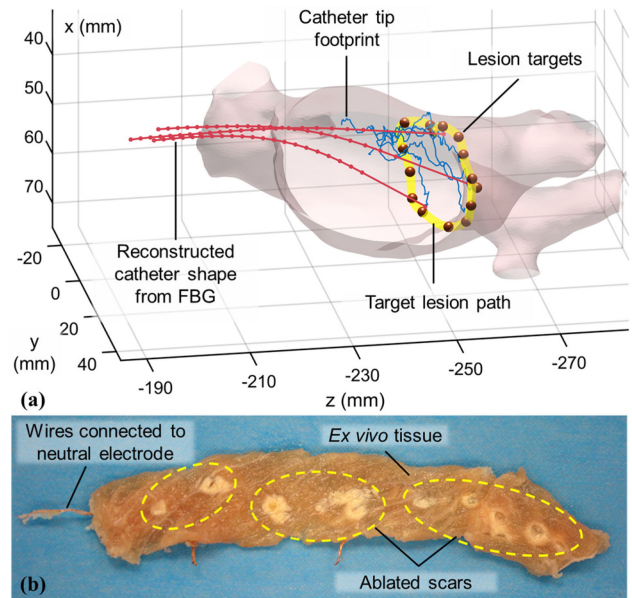 x (mm)
40
50
60
70
Catheter tip
footprint
Lesion targets
Reconstructed
catheter shape
from FBG
Target lesion path
-20
0
20
40
y
(mm)
-190
-210
-230
-250
-270
z (mm)
(a)
Wires connected to
neutral electrode
Ex vivo tissue
Ablated scars
(b)